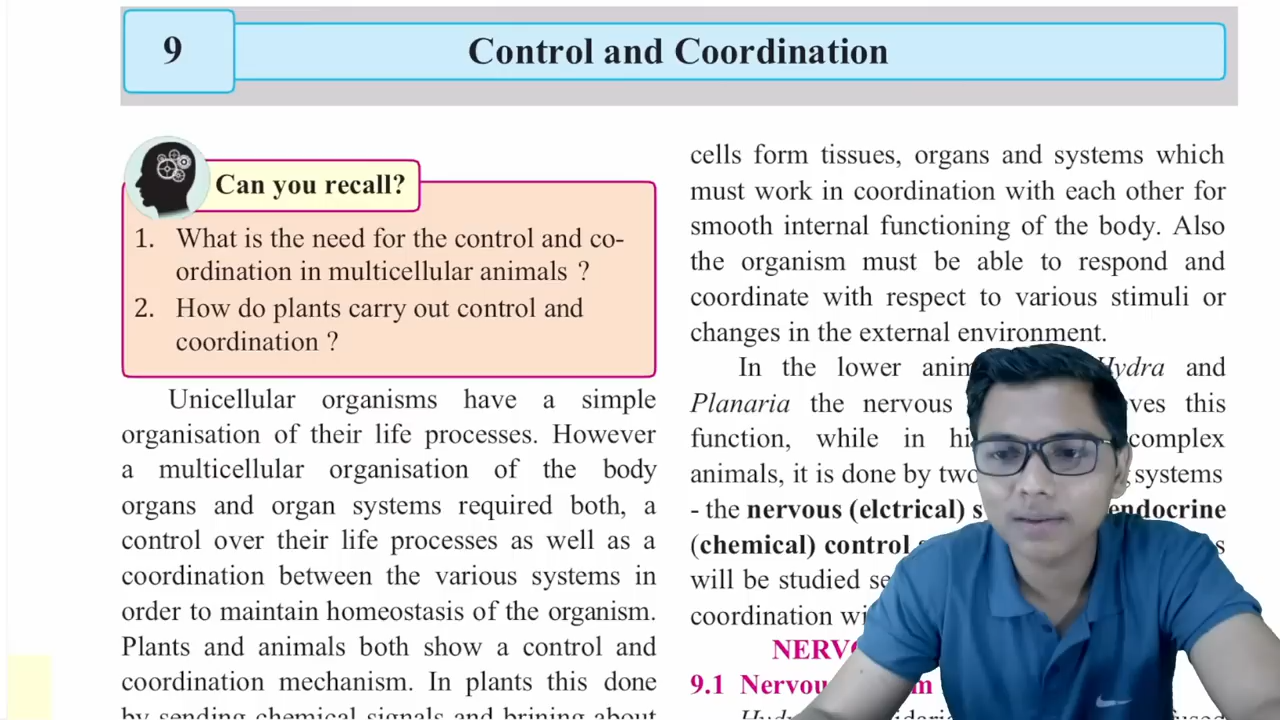 9
Control and Coordination
Can you recall?
1. What is the need for the control and co-
ordination in multicellular animals ?
2. How do plants carry out control and
coordination ?
Unicellular organisms have a simple
organisation of their life processes. However
a multicellular organisation of the body
organs and organ systems required both, a
control over their life processes as well as a
coordination between the various systems in
order to maintain homeostasis of the organism.
Plants and animals both show a control and
coordination mechanism. In plants this done
by sending chemical signals and brining about
cells form tissues, organs and systems which
must work in coordination with each other for
smooth internal functioning of the body. Also
the organism must be able to respond and
coordinate with respect to various stimuli or
changes in the external environment.
In the lower Hydra and
Planaria the nervous this
function, while in complex
animals, it is done by two systems
- the nervous (elctrical) endocrine
(chemical) control
will be studied
coordination
9.1